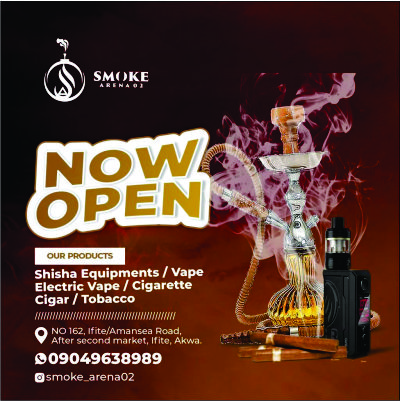 SMOKE
ARENA 03
NOW
OPEN
OUR PRODUCTS
Shisha Equipments / Vape
Electric Vape / Cigarette
Cigar / Tobacco
NO 162, Ifite/Amansea Road,
After second market, Ifite, Akwa.
09049638989
smoke_arena02